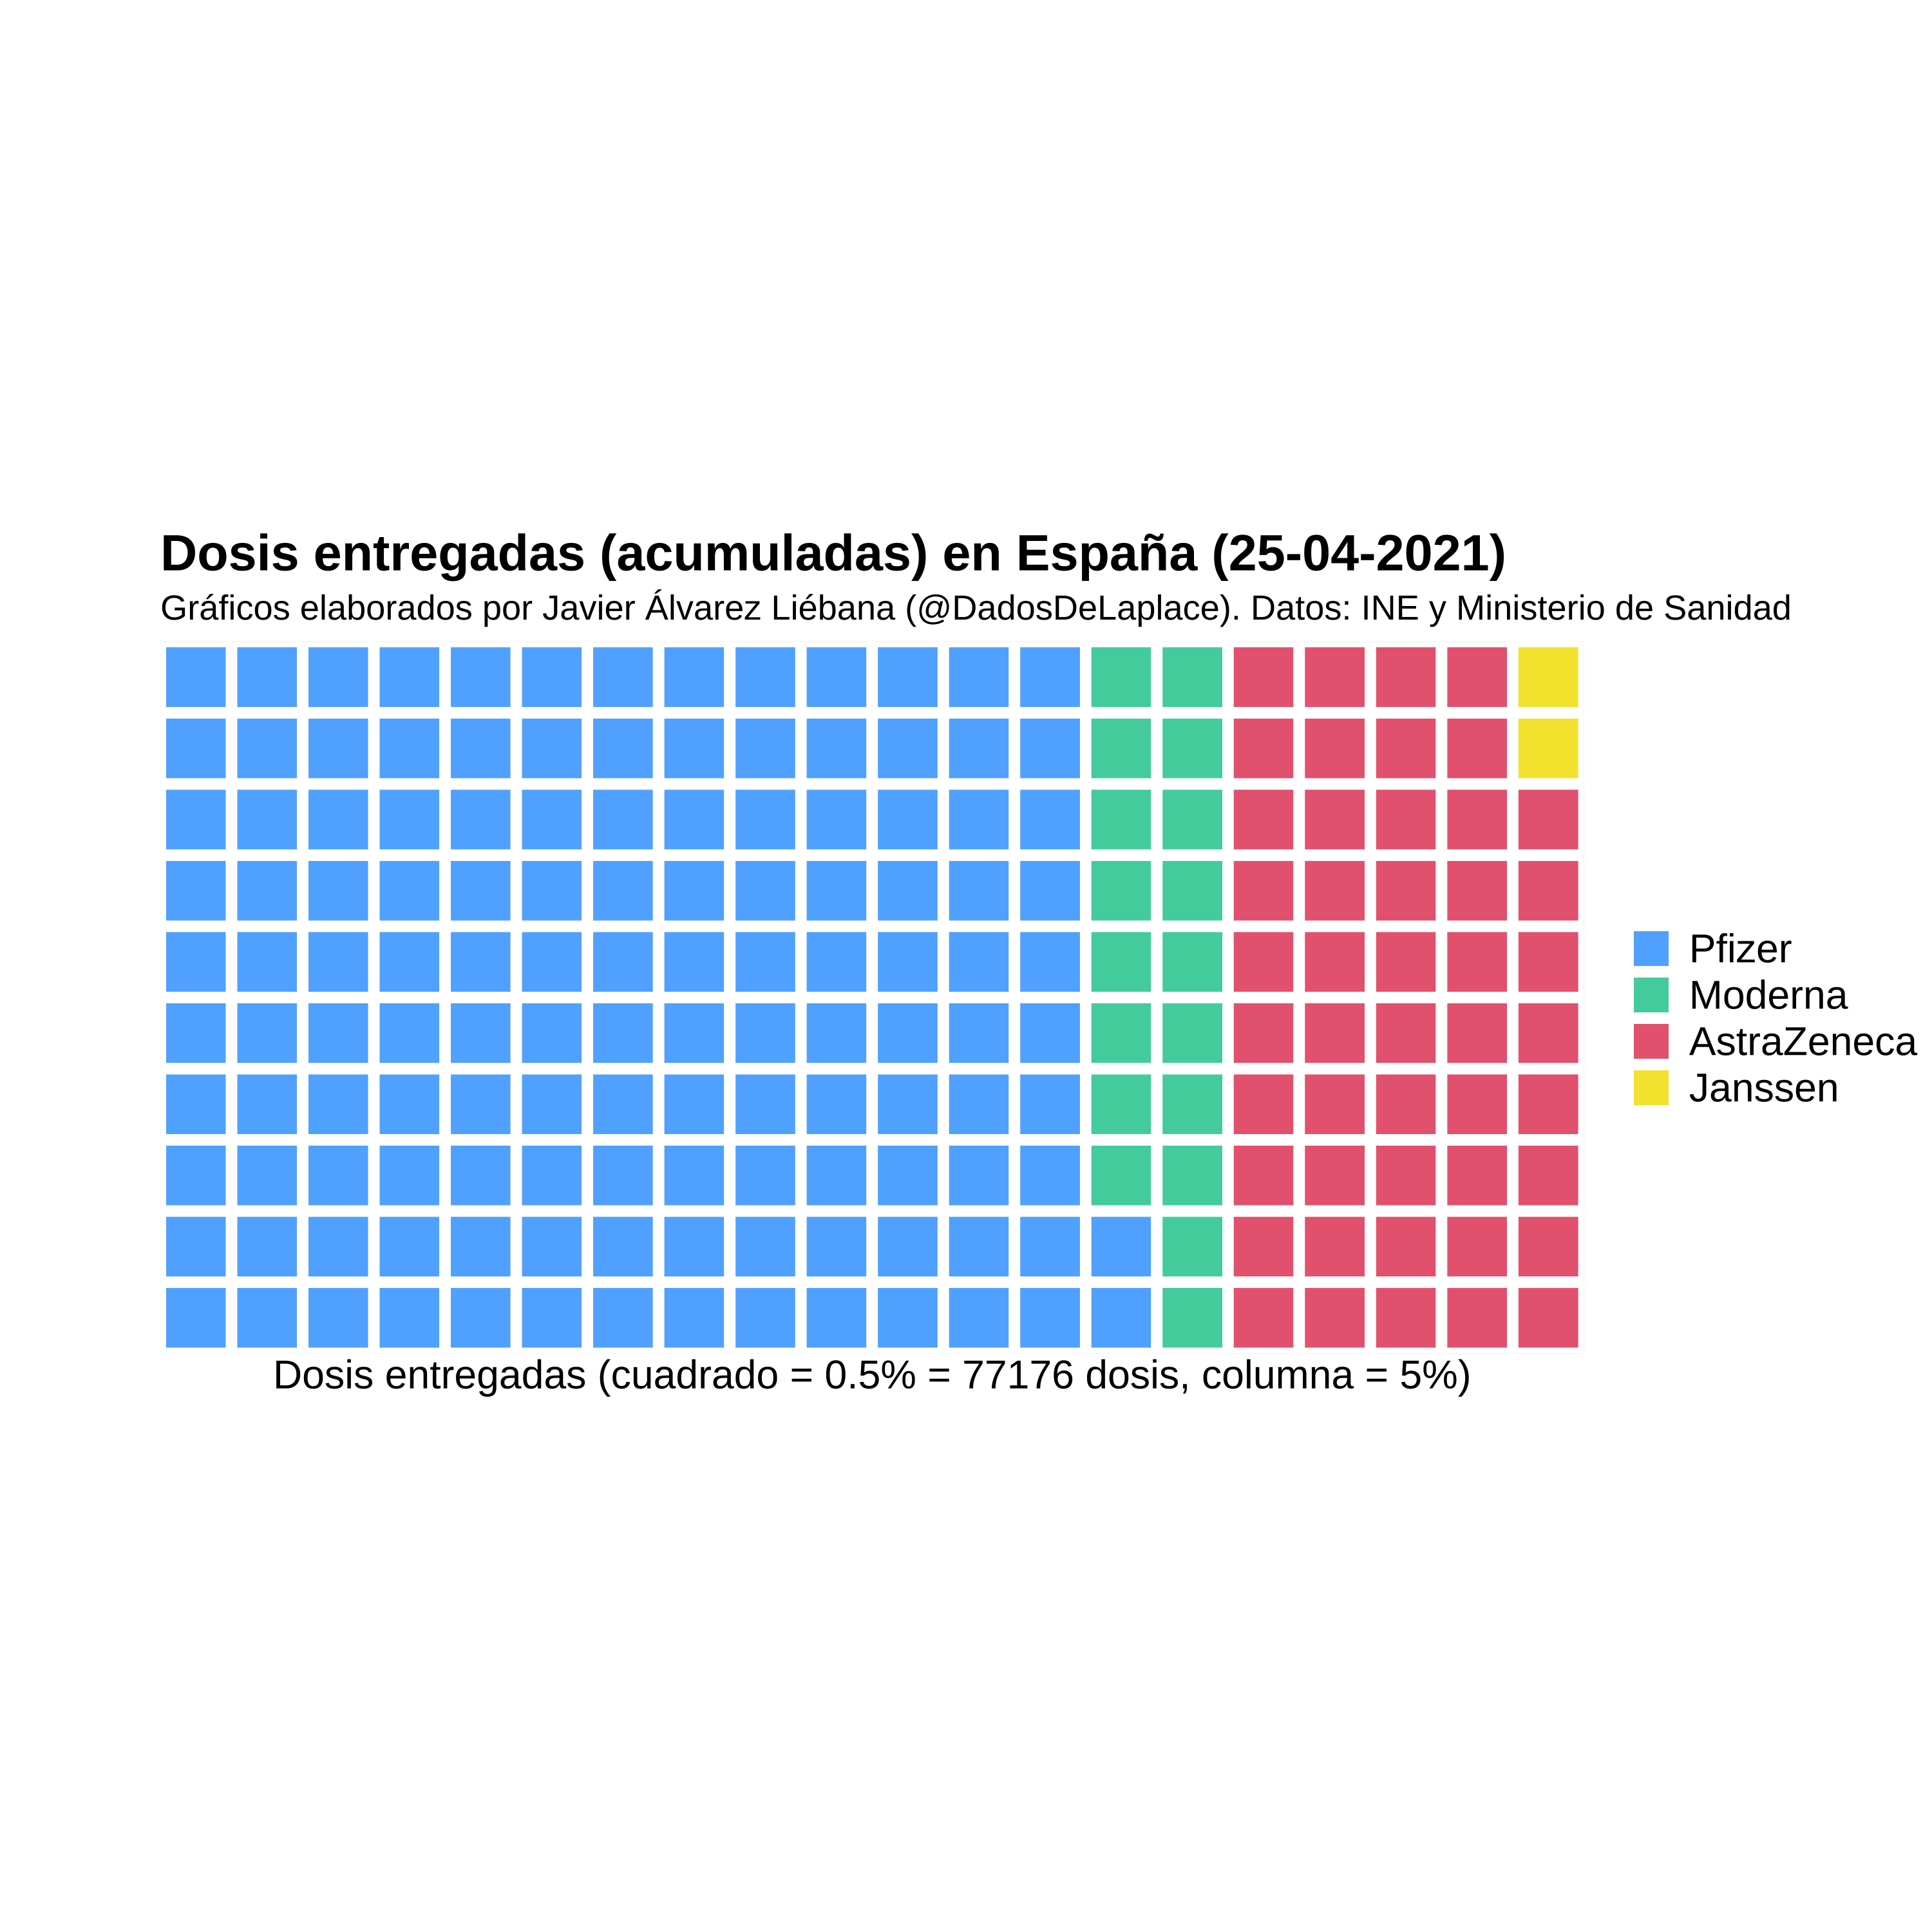 Dosis entregadas (acumuladas) en España (25-04-2021)
Gráficos elaborados por Javier Álvarez Liébana (@DadosDeLaplace). Datos: INE y Ministerio de Sanidad
Pfizer
Moderna
AstraZeneca
Janssen
Dosis entregadas (cuadrado = 0.5% = 77176 dosis, columna = 5%)